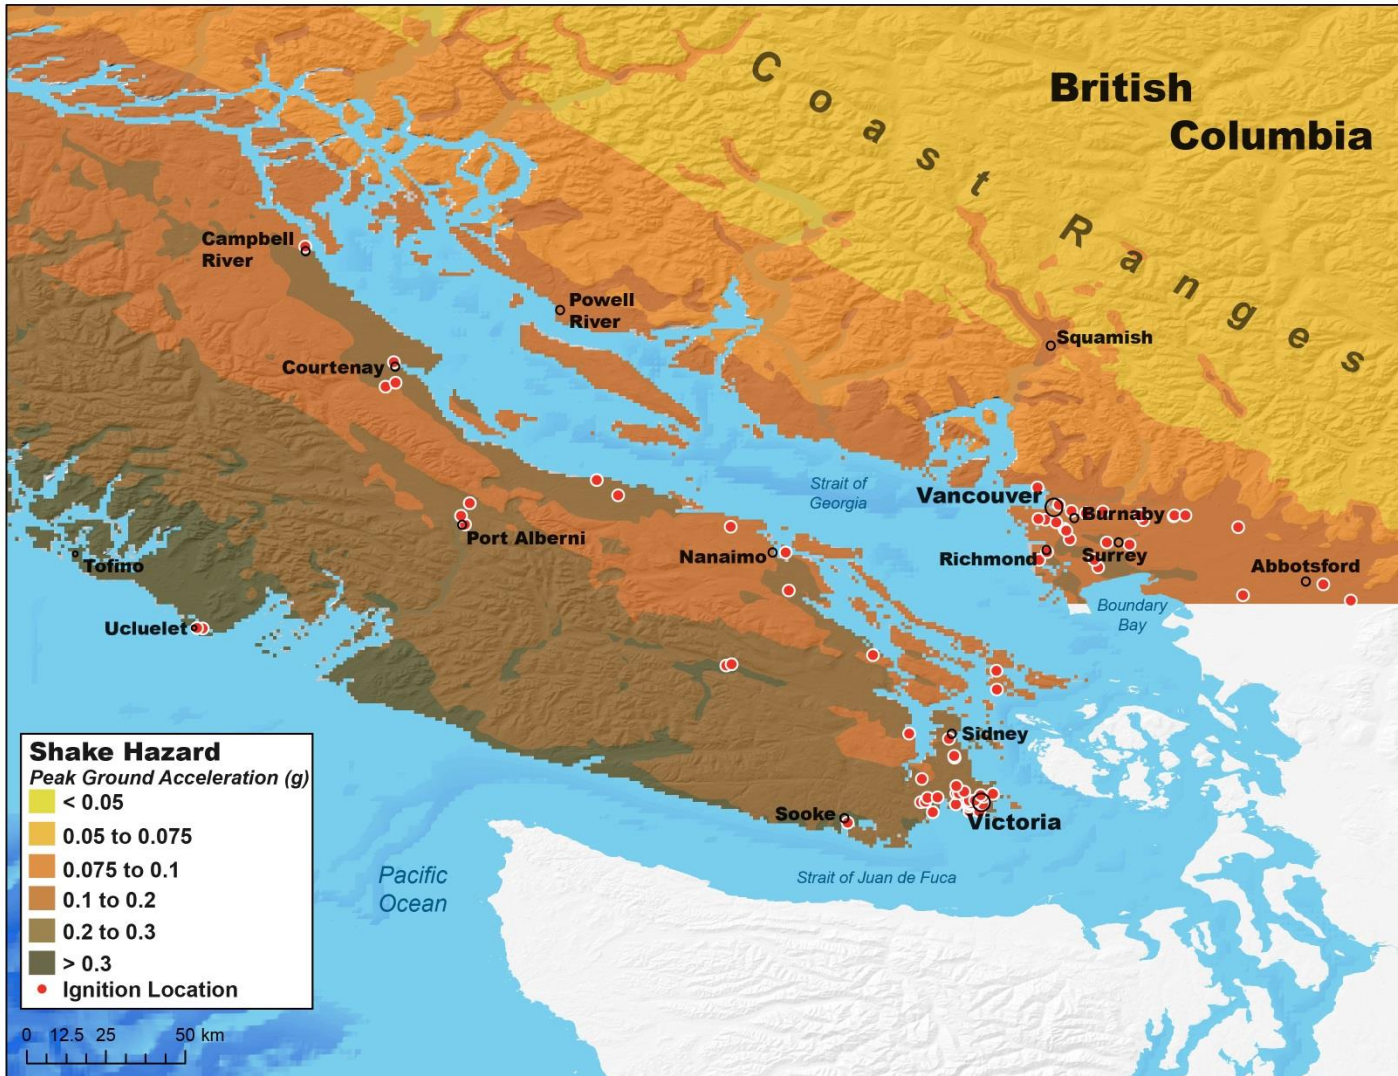 British
Columbia
Coast Ranges
Campbell
River
Powell
River
Squamish
Courtenay
Strait of
Georgia
Vancouver
Burnaby
Port Alberni
Nanaimo
Richmond
Surrey
Abbotsford
Tofino
Boundary
Bay
Ucluelet
Sidney
Sooke
Victoria
Strait of Juan de Fuca
Pacific
Ocean
Shake Hazard
Peak Ground Acceleration (g)
< 0.05
0.05 to 0.075
0.075 to 0.1
0.1 to 0.2
0.2 to 0.3
> 0.3
Ignition Location
0 12.5 25 50 km